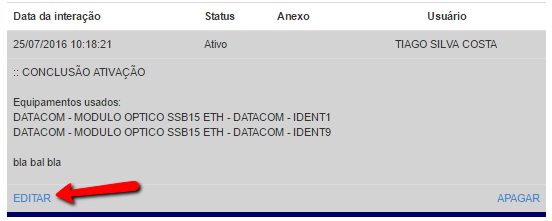 Data da interação Status Anexo Usuário
25/07/2016 10:18:21 Ativo TIAGO SILVA COSTA
:: CONCLUSÃO ATIVAÇÃO
Equipamentos usados:
DATACOM - MODULO OPTICO SSB15 ETH - DATACOM - IDENT1
DATACOM - MODULO OPTICO SSB15 ETH - DATACOM - IDENT9
bla bal bla
EDITAR APAGAR